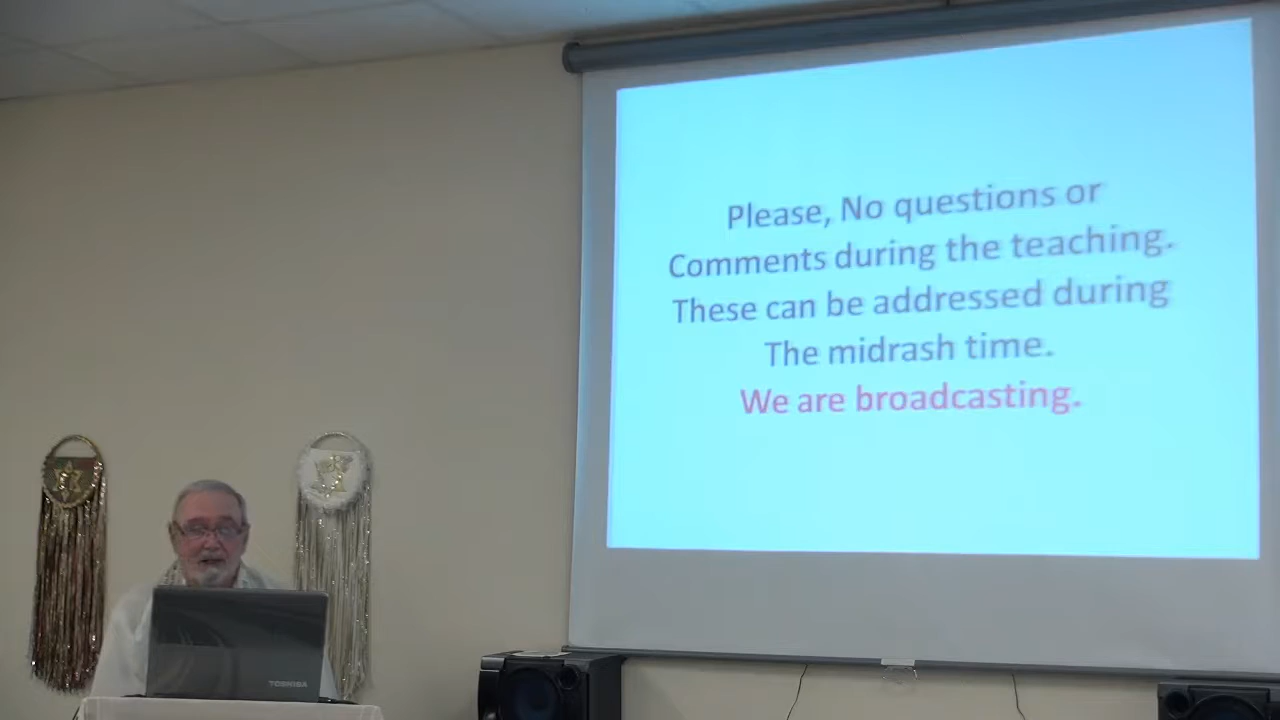 Please, No questions or
Comments during the teaching.
These can be addressed during
The midrash time.
We are broadcasting.
TOSHIBA